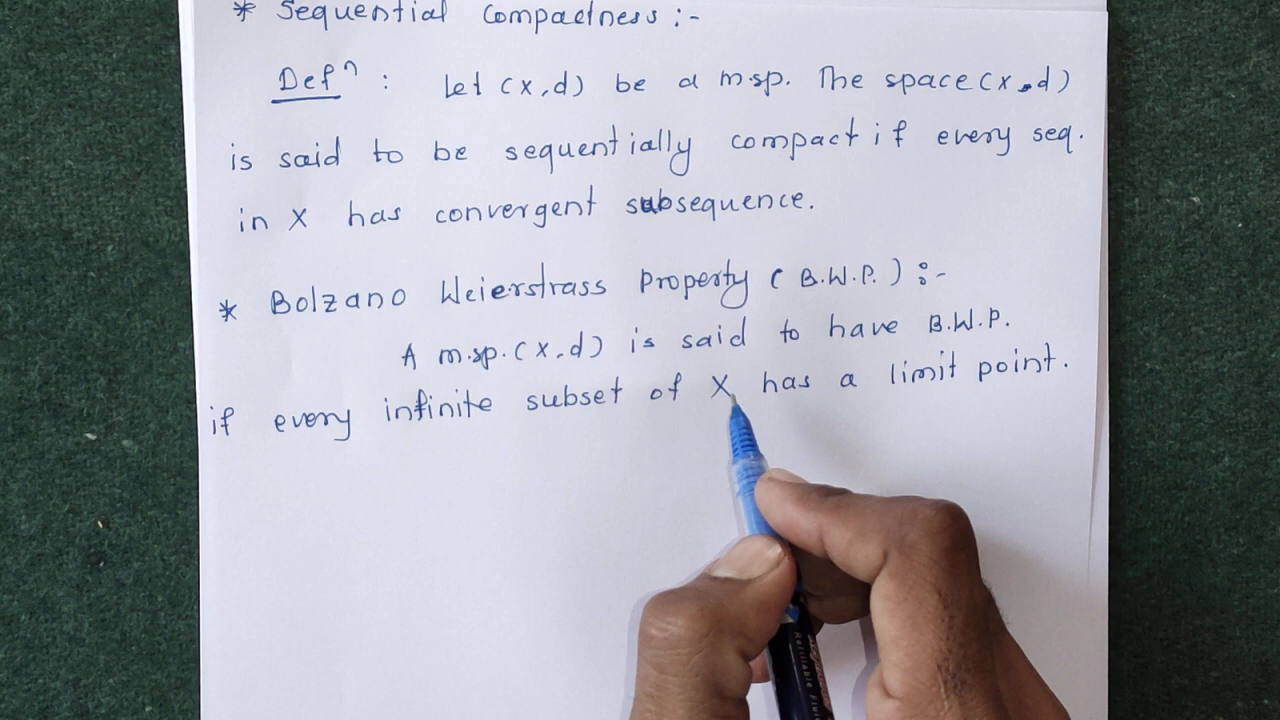 * Sequential Compactness :-
Defⁿ : Let (X,d) be a m.sp. The space (X,d)
is said to be sequentially compact if every seq.
in X has convergent subsequence.
* Bolzano Weierstrass Property ( B.W.P. ) :-
A m.sp. (X,d) is said to have B.W.P.
if every infinite subset of X has a limit point.